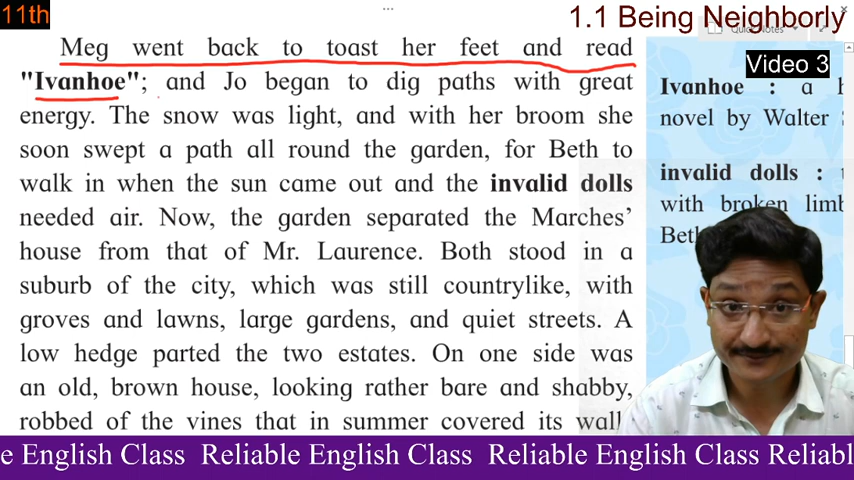 11th
1.1 Being Neighborly
Video 3
Meg went back to toast her feet and read
"Ivanhoe"; and Jo began to dig paths with great
energy. The snow was light, and with her broom she
soon swept a path all round the garden, for Beth to
walk in when the sun came out and the invalid dolls
needed air. Now, the garden separated the Marches'
house from that of Mr. Laurence. Both stood in a
suburb of the city, which was still countrylike, with
groves and lawns, large gardens, and quiet streets. A
low hedge parted the two estates. On one side was
an old, brown house, looking rather bare and shabby,
robbed of the vines that in summer covered its wall
Ivanhoe : a h
novel by Walter
invalid dolls :
with broken limb
Beth
e English Class Reliable English Class Reliable English Class Reliabl